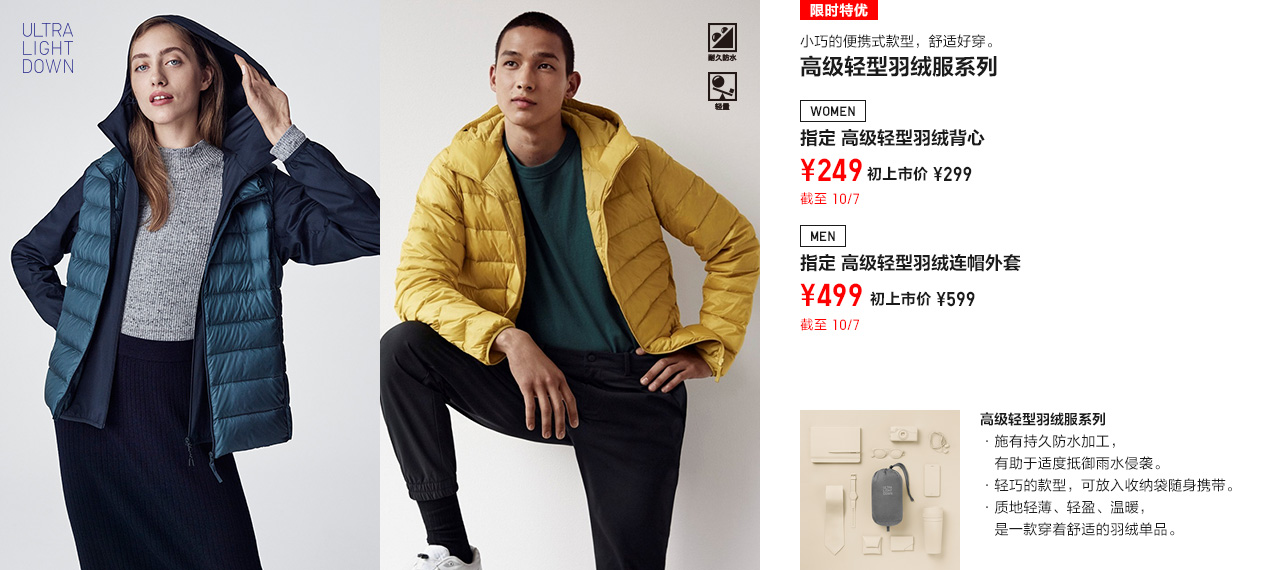 ULTRA
LIGHT
DOWN
耐久防水
轻量
限时特优
小巧的便携式款型，舒适好穿。
高级轻型羽绒服系列
WOMEN
指定 高级轻型羽绒背心
¥249 初上市价 ¥299
截至 10/7
MEN
指定 高级轻型羽绒连帽外套
¥499 初上市价 ¥599
截至 10/7
高级轻型羽绒服系列
· 施有持久防水加工，
有助于适度抵御雨水侵袭。
· 轻巧的款型，可放入收纳袋随身携带。
· 质地轻薄、轻盈、温暖，
是一款穿着舒适的羽绒单品。